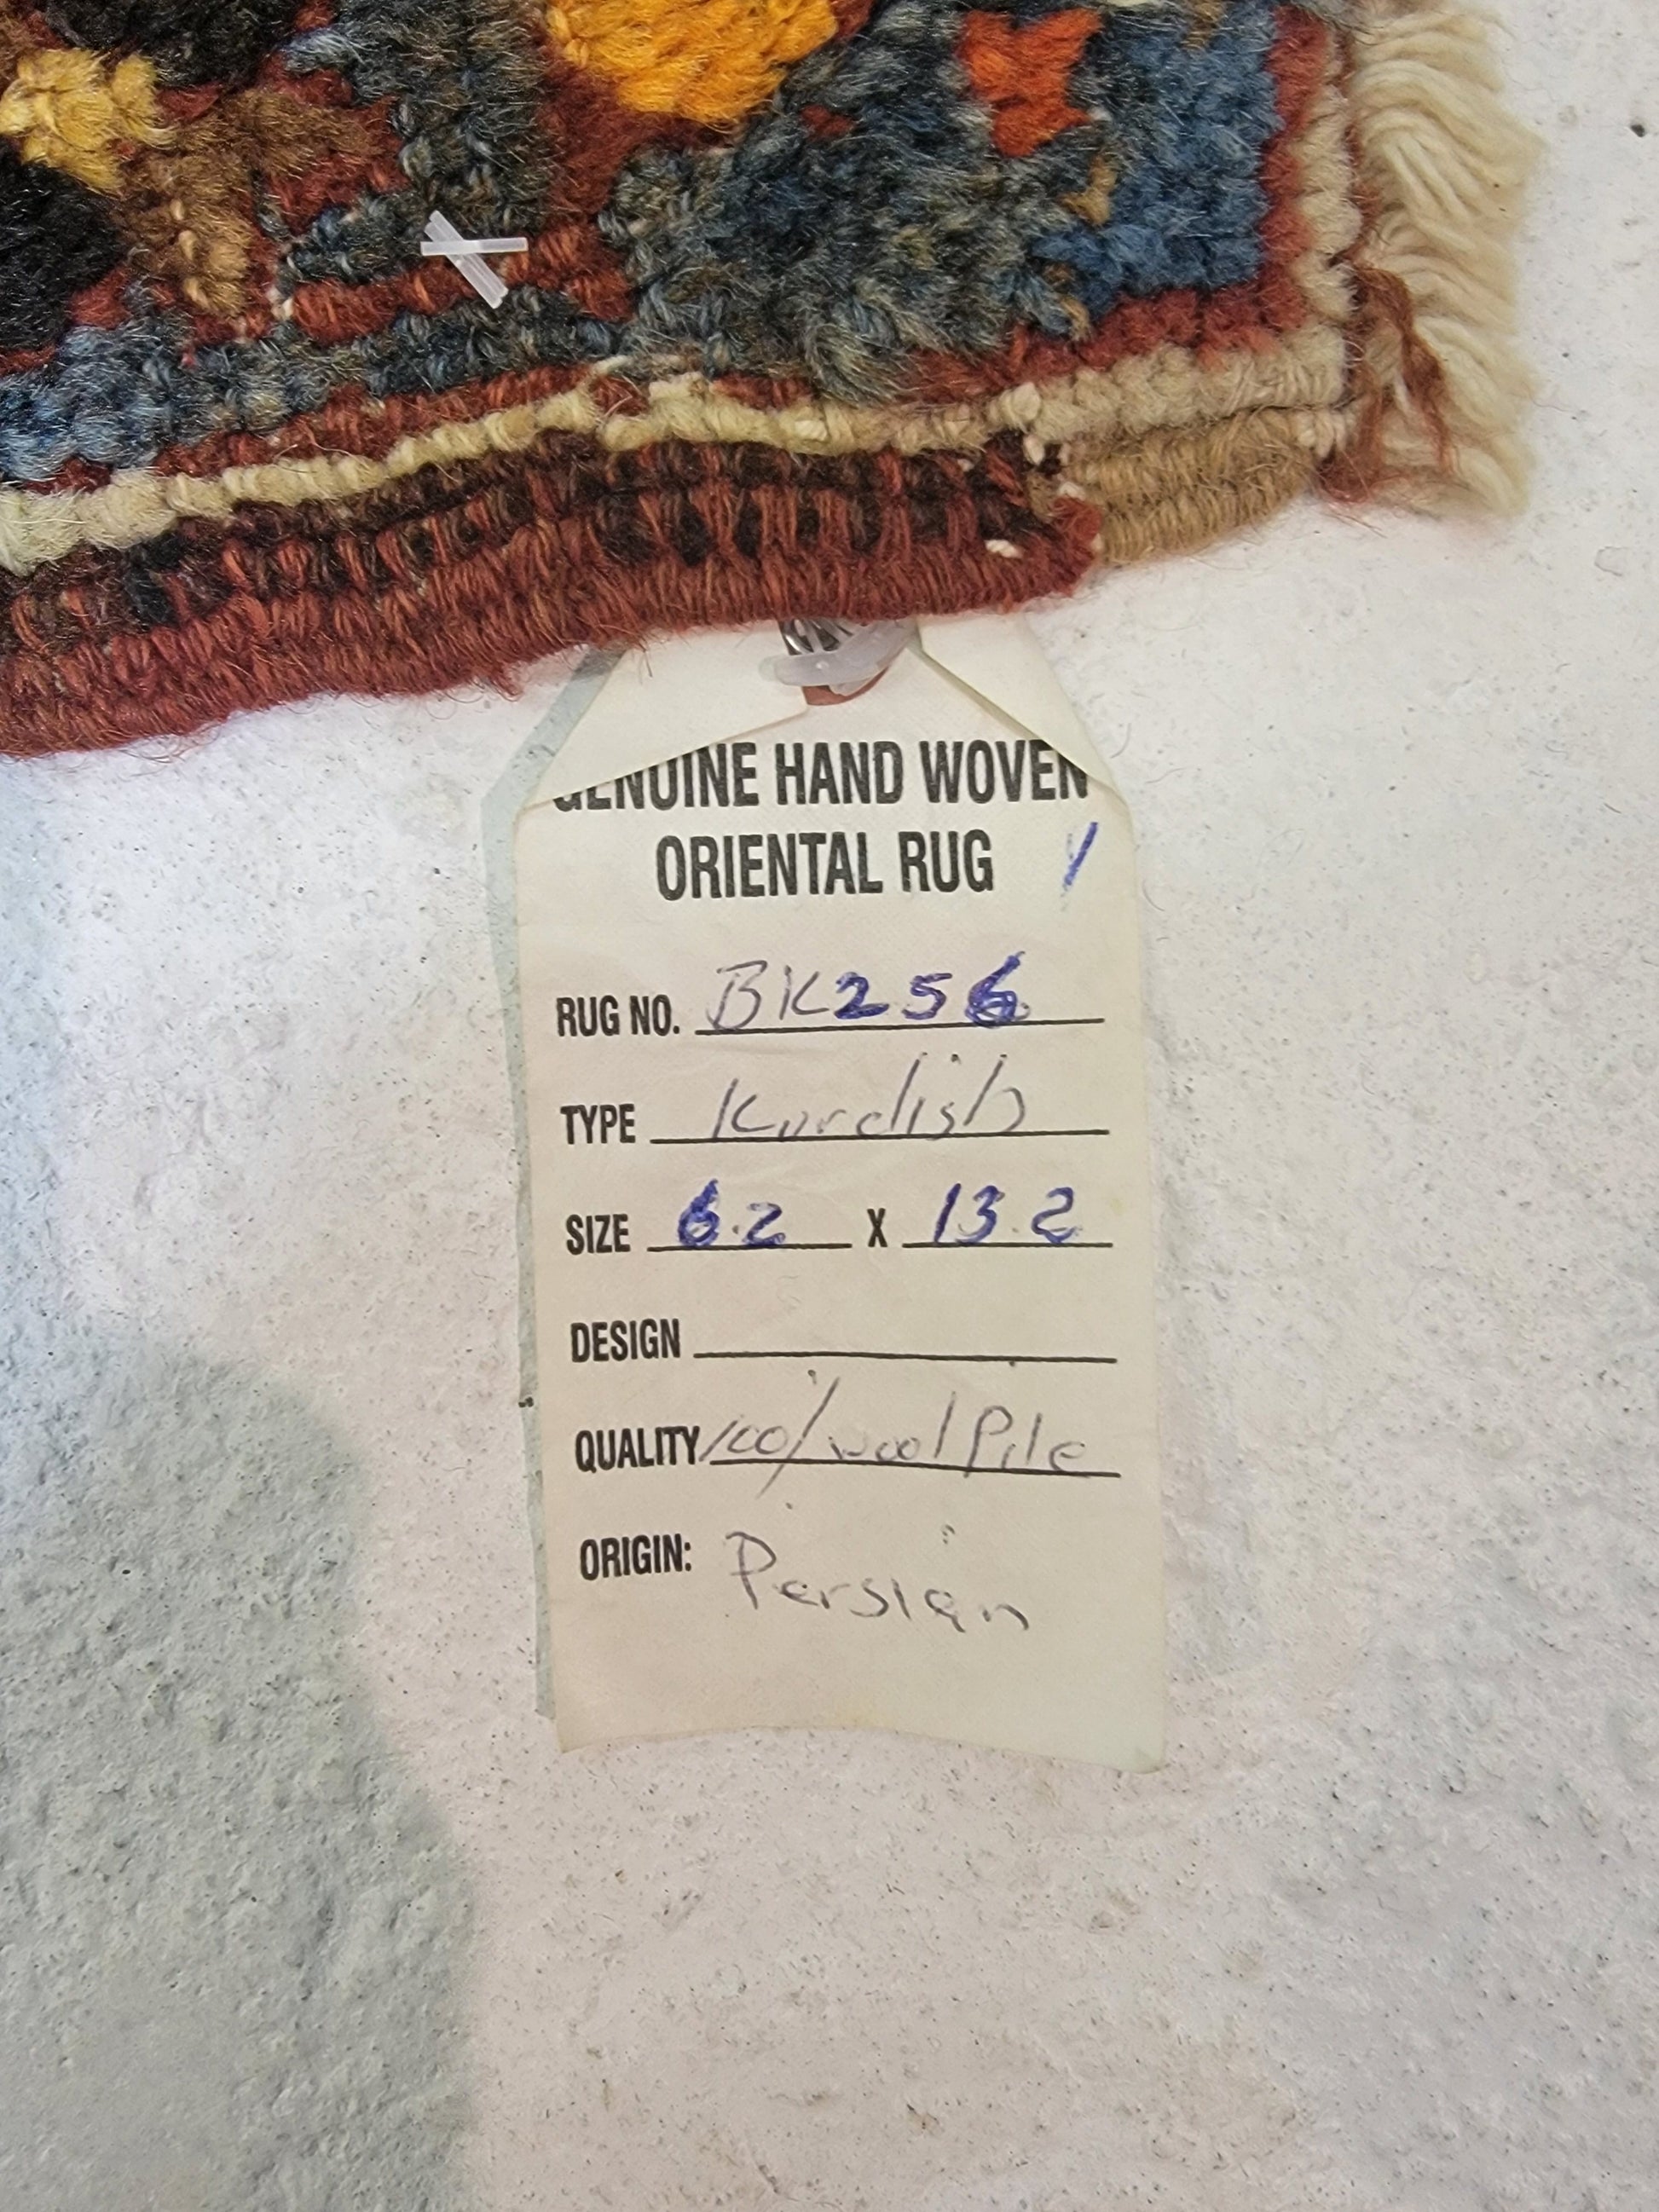 GENUINE HAND WOVEN
ORIENTAL RUG /
RUG NO. BK256
TYPE Kurdish
SIZE 6.2 X 13.2
DESIGN
QUALITY 100% wool Pile
ORIGIN: Persian